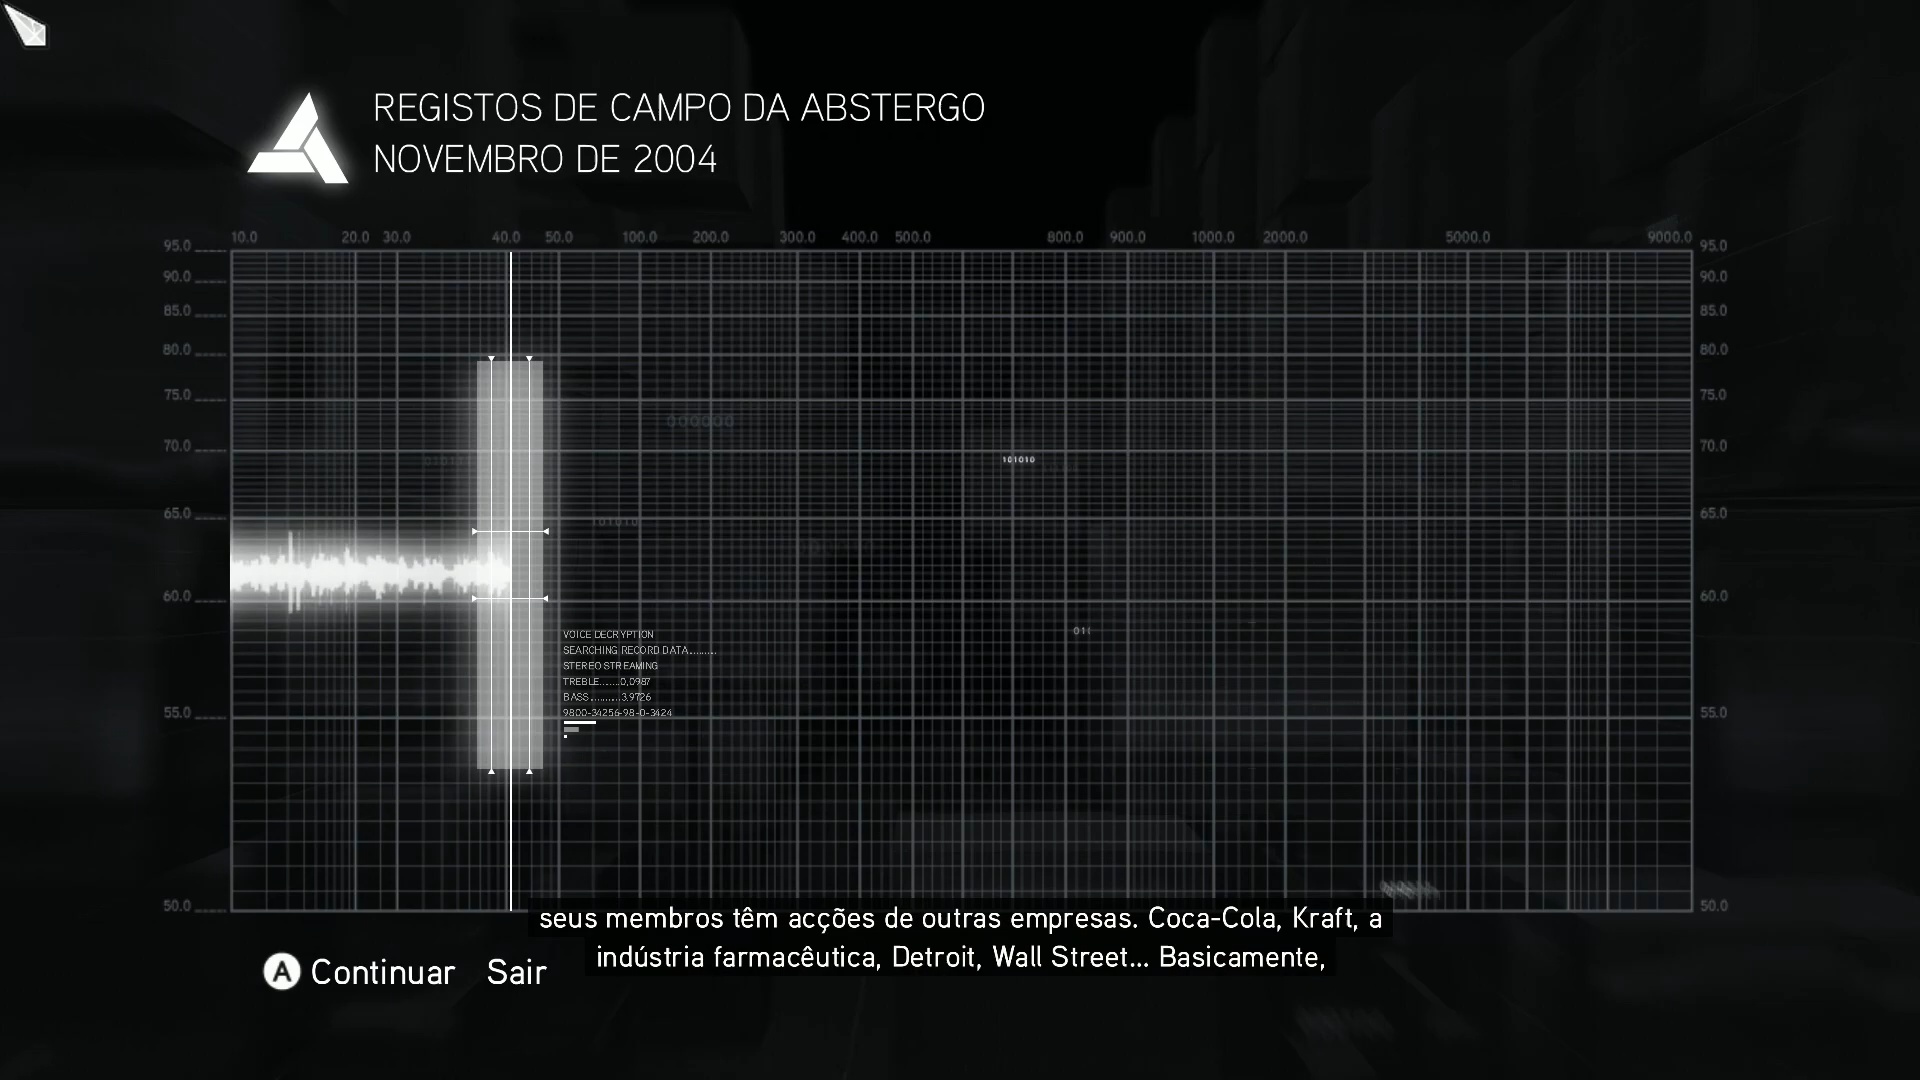 REGISTOS DE CAMPO DA ABSTERGO
NOVEMBRO DE 2004
10.0 20.0 30.0 40.0 50.0 100.0 200.0 300.0 400.0 500.0 800.0 900.0 1000.0 2000.0 5000.0 9000.0
95.0 95.0
90.0 90.0
85.0 85.0
80.0 80.0
75.0 75.0
000000
70.0 70.0
101010
65.0 65.0
101010
60.0 60.0
VOICE DECRYPTION
SEARCHING RECORD DATA.........
STEREO STREAMING
TREBLE.......0,0987
BASS..........3.9726
9800-34256-98-0-3424
55.0 55.0
50.0 50.0
seus membros têm acções de outras empresas. Coca-Cola, Kraft, a
indústria farmacêutica, Detroit, Wall Street... Basicamente,
A Continuar Sair